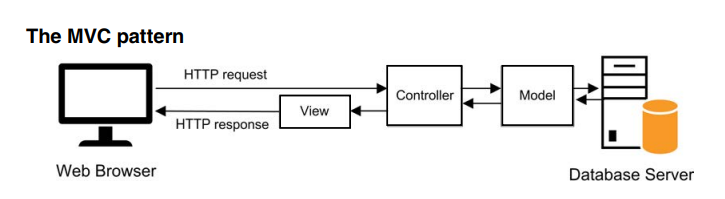 The MVC pattern
HTTP request
Controller
Model
View
HTTP response
Web Browser
Database Server